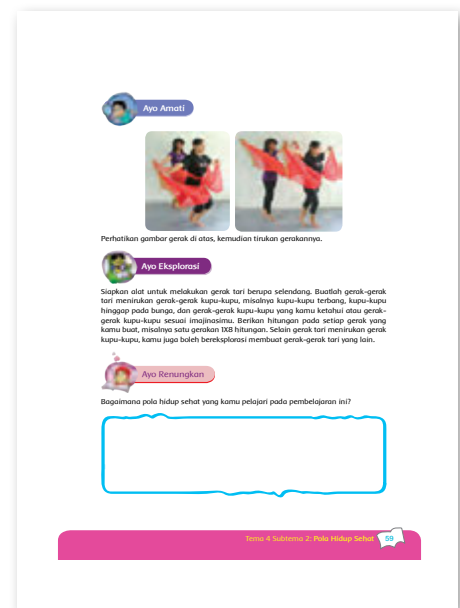 Ayo Amati
Perhatikan gambar gerak di atas, kemudian tirukan gerakannya.
Ayo Eksplorasi
Siapkan alat untuk melakukan gerak tari berupa selendang. Buatlah gerak-gerak
tari menirukan gerak-gerak kupu-kupu, misalnya kupu-kupu terbang, kupu-kupu
hinggap pada bunga, dan gerak-gerak kupu-kupu yang kamu ketahui atau gerak-
gerak kupu-kupu sesuai imajinasimu. Berikan hitungan pada setiap gerak yang
kamu buat, misalnya satu gerakan 1X8 hitungan. Selain gerak tari menirukan gerak
kupu-kupu, kamu juga boleh bereksplorasi membuat gerak-gerak tari yang lain.
Ayo Renungkan
Bagaimana pola hidup sehat yang kamu pelajari pada pembelajaran ini?
Tema 4 Subtema 2: Pola Hidup Sehat 59